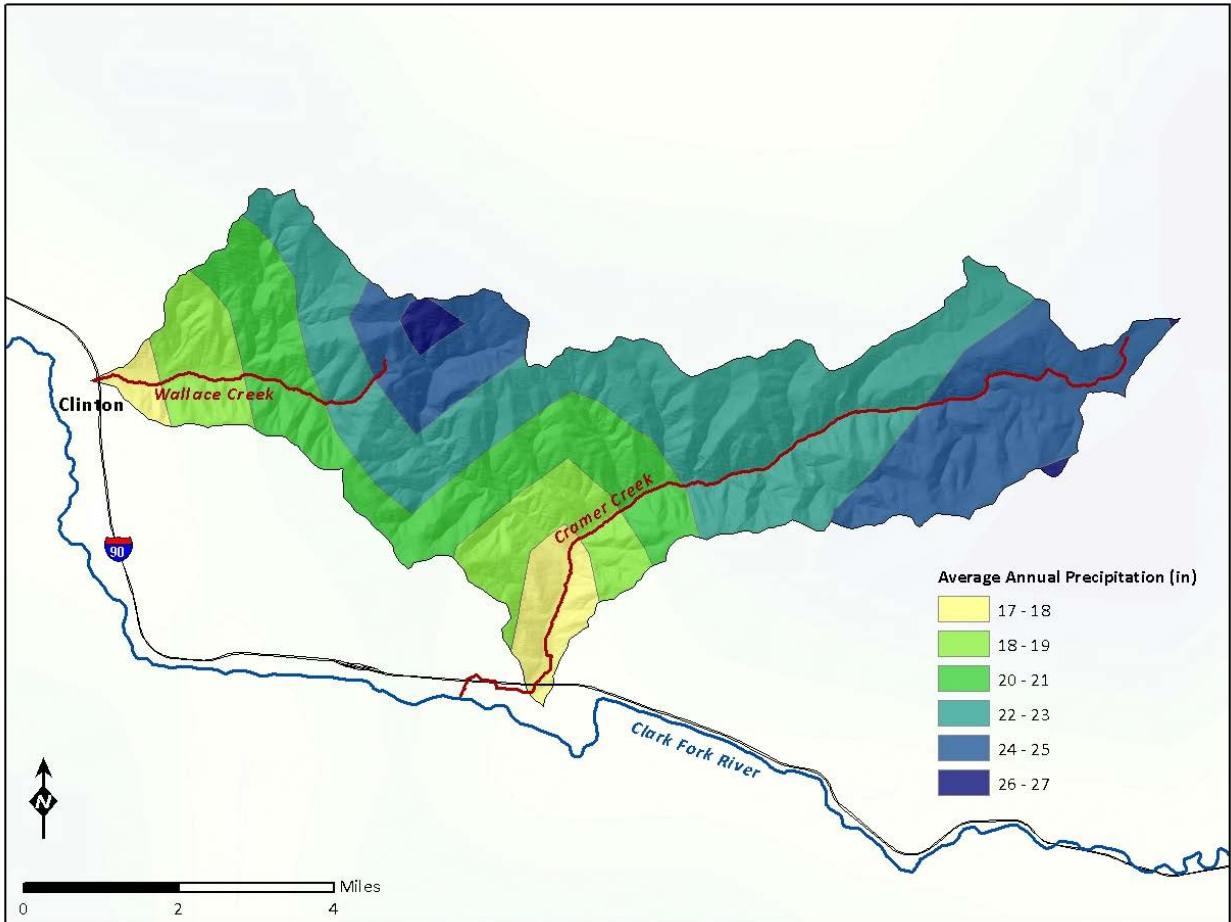 Wallace Creek
Clinton
Cramer Creek
90
Clark Fork River
Average Annual Precipitation (in)
17 - 18
18 - 19
20 - 21
22 - 23
24 - 25
26 - 27
N
Miles
0 2 4